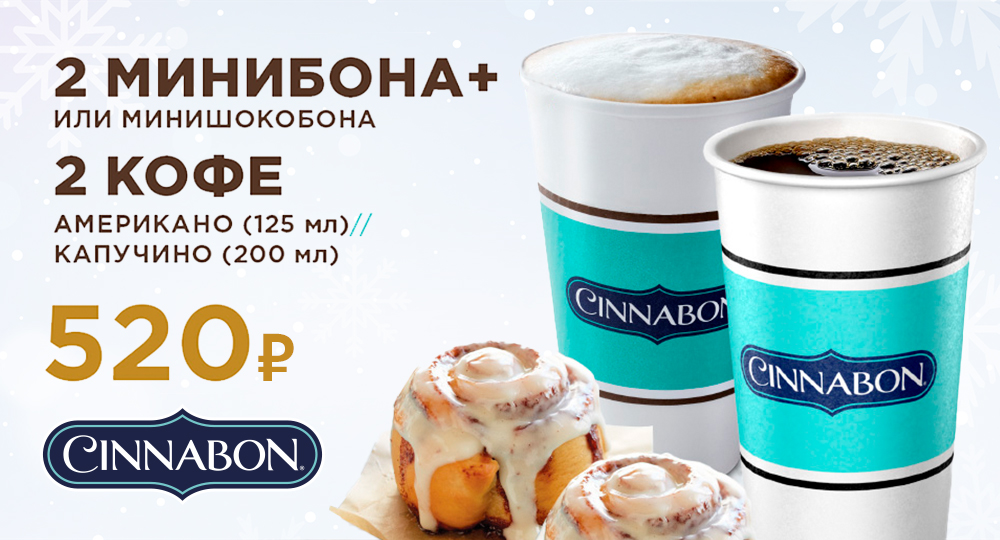 2 МИНИБОНА+
ИЛИ МИНИШОКОБОНА
2 КОФЕ
АМЕРИКАНО (125 мл)//
КАПУЧИНО (200 мл)
520₽
CINNABON®
CINNABON
CINNABON®